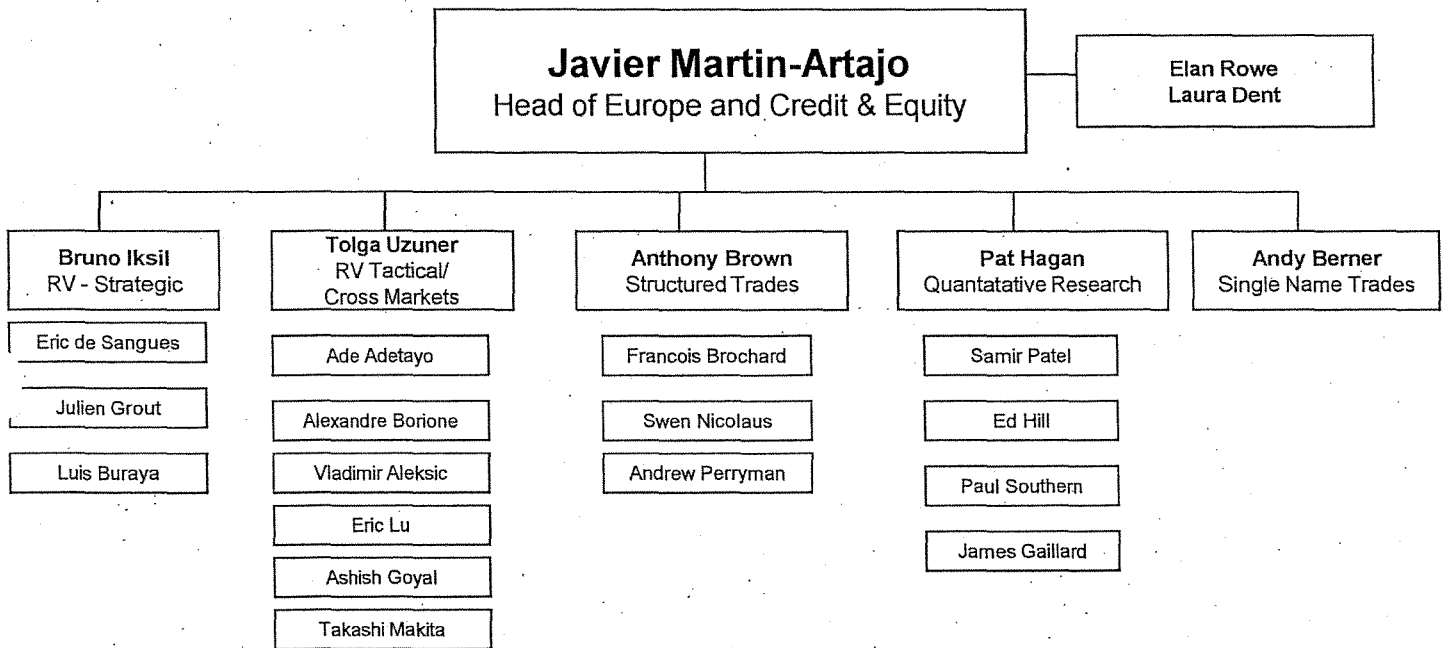 Javier Martin-Artajo
Head of Europe and Credit & Equity
Elan Rowe
Laura Dent
Bruno Iksil
RV - Strategic
Eric de Sangues
Julien Grout
Luis Buraya
Tolga Uzuner
RV Tactical/
Cross Markets
Ade Adetayo
Alexandre Borione
Vladimir Aleksic
Eric Lu
Ashish Goyal
Takashi Makita
Anthony Brown
Structured Trades
Francois Brochard
Swen Nicolaus
Andrew Perryman
Pat Hagan
Quantatative Research
Samir Patel
Ed Hill
Paul Southern
James Gaillard
Andy Berner
Single Name Trades